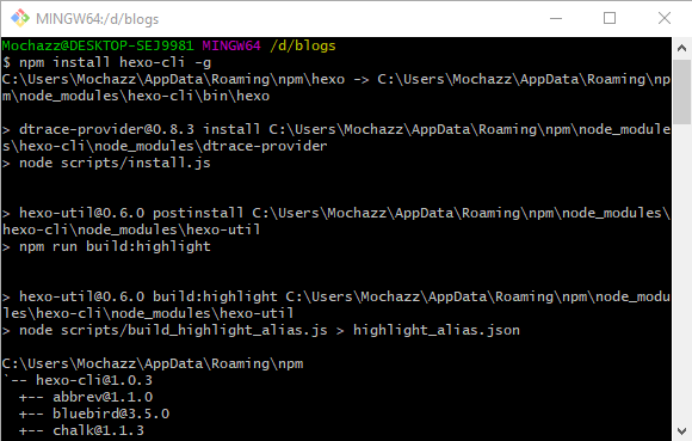 MINGW64:/d/blogs
Mochazz@DESKTOP-SEJ9981 MINGW64 /d/blogs
$ npm install hexo-cli -g
C:\Users\Mochazz\AppData\Roaming\npm\hexo -> C:\Users\Mochazz\AppData\Roaming\np
m\node_modules\hexo-cli\bin\hexo
> dtrace-provider@0.8.3 install C:\Users\Mochazz\AppData\Roaming\npm\node_module
s\hexo-cli\node_modules\dtrace-provider
> node scripts/install.js
> hexo-util@0.6.0 postinstall C:\Users\Mochazz\AppData\Roaming\npm\node_modules\
hexo-cli\node_modules\hexo-util
> npm run build:highlight
> hexo-util@0.6.0 build:highlight C:\Users\Mochazz\AppData\Roaming\npm\node_modu
les\hexo-cli\node_modules\hexo-util
> node scripts/build_highlight_alias.js > highlight_alias.json
C:\Users\Mochazz\AppData\Roaming\npm
`-- hexo-cli@1.0.3
+-- abbrev@1.1.0
+-- bluebird@3.5.0
+-- chalk@1.1.3